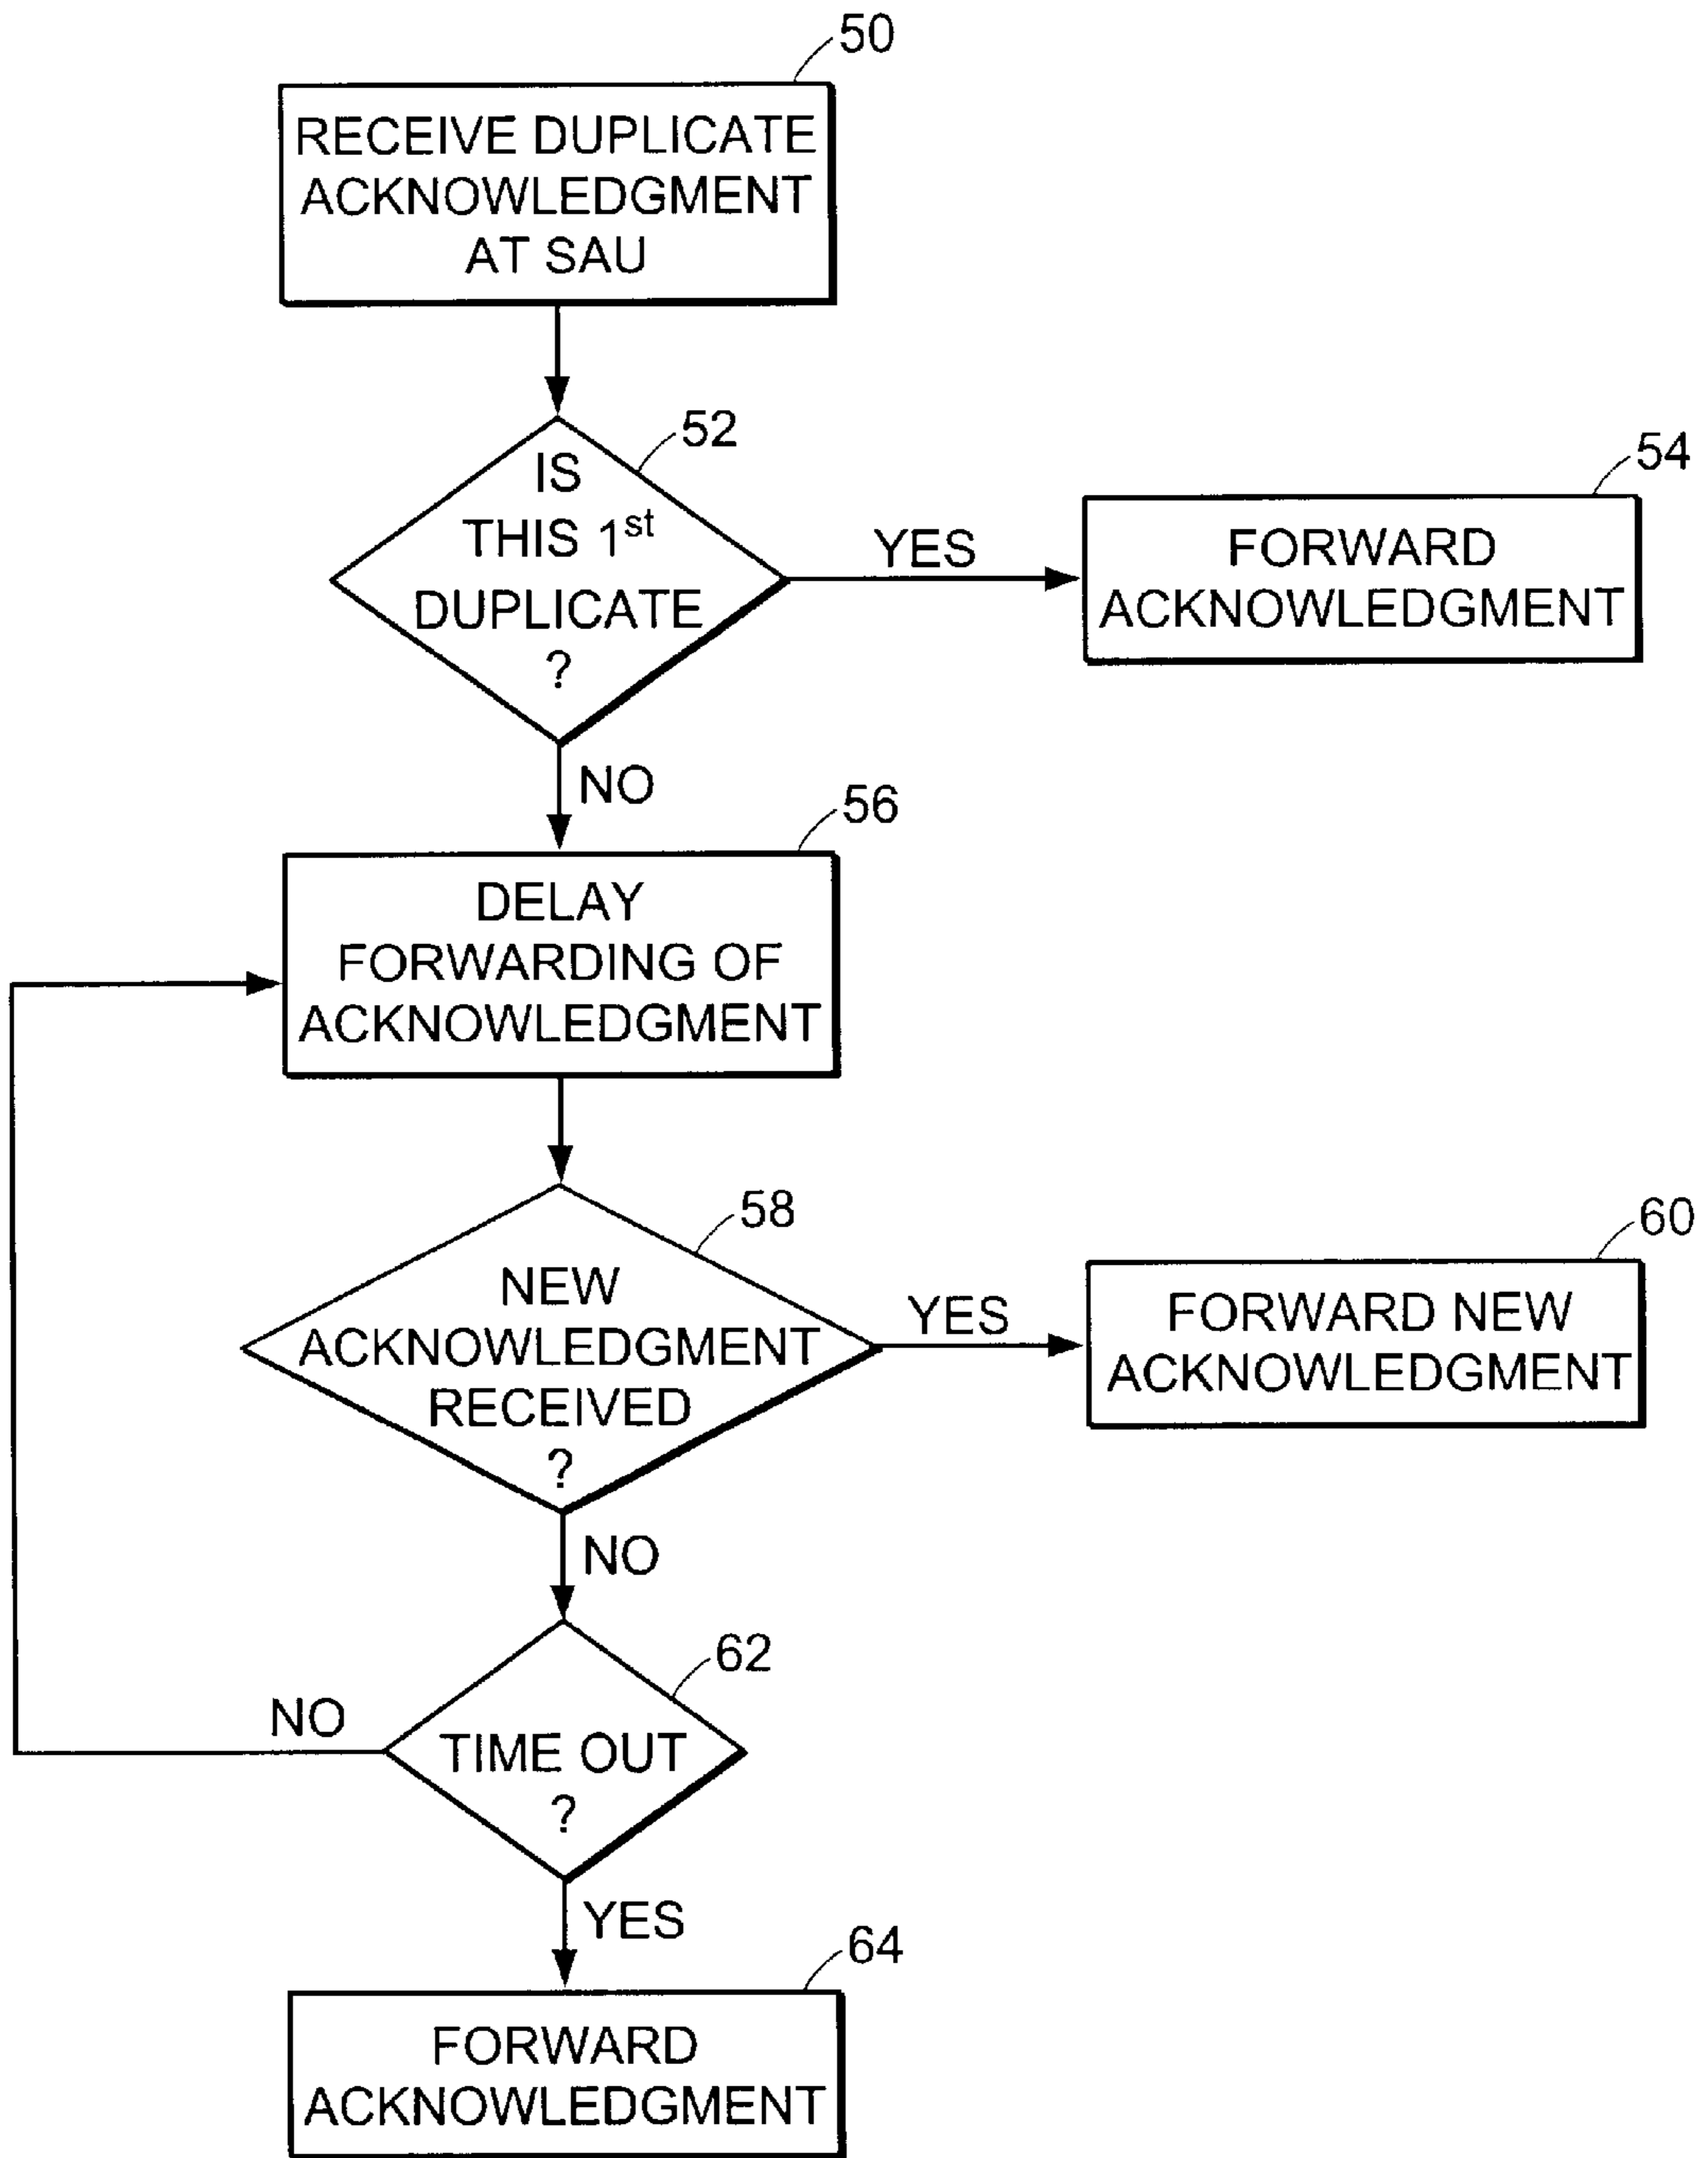 50
RECEIVE DUPLICATE
ACKNOWLEDGMENT
AT SAU
52
IS
THIS 1st
DUPLICATE
?
YES
54
FORWARD
ACKNOWLEDGMENT
NO
56
DELAY
FORWARDING OF
ACKNOWLEDGMENT
58
NEW
ACKNOWLEDGMENT
RECEIVED
?
YES
60
FORWARD NEW
ACKNOWLEDGMENT
NO
62
TIME OUT
?
NO
YES
64
FORWARD
ACKNOWLEDGMENT